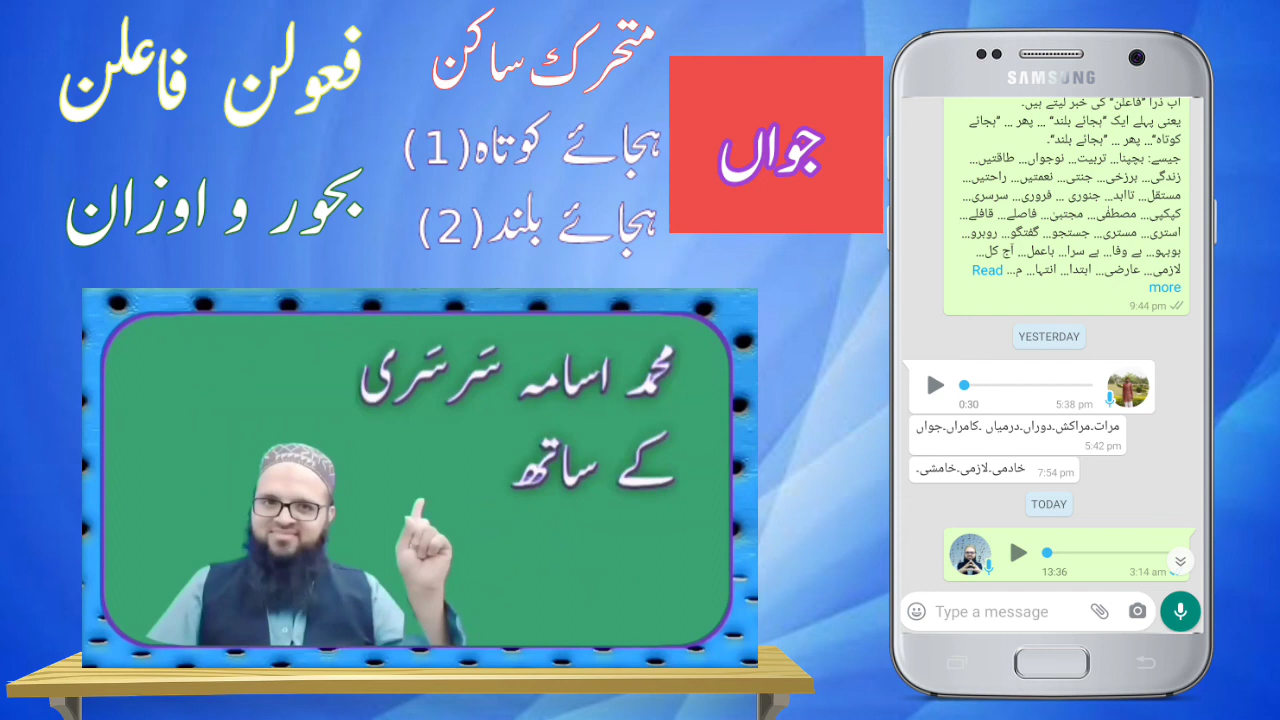 فعولن فاعلن
بحور و اوزان
متحرک ساکن
ہجائے کوتاہ (1)
ہجائے بلند (2)
جواں
محمد اسامہ سَرسَری
کے ساتھ
SAMSUNG
اب ذرا ”فاعلن“ کی خبر لیتے ہیں۔
یعنی پہلے ایک ”ہجائے بلند“ ... پھر ... ”ہجائے
کوتاہ“... پھر ... ”ہجائے بلند“۔
جیسے: بچپنا... تربیت... نوجواں... طاقتیں...
زندگی... برزخی... جنتی... نعمتیں... راحتیں...
مستقل... تاابد... جنوری ... فروری... سرسری...
کپکپی... مصطفٰی... مجتبیٰ... فاصلے... قافلے...
استری... مستری... جستجو... گفتگو... روبرو...
ہوبہو... بے وفا... بے سرا... باعمل... آج کل...
لازمی... عارضی... ابتدا... انتہا... م... Read
more
9:44 pm
YESTERDAY
0:30 5:38 pm
مرات۔مراکش۔دوراں۔درمیاں ۔کامراں۔جواں
5:42 pm
خادمی۔لازمی۔خامشی۔ 7:54 pm
TODAY
13:36 3:14 am
Type a message